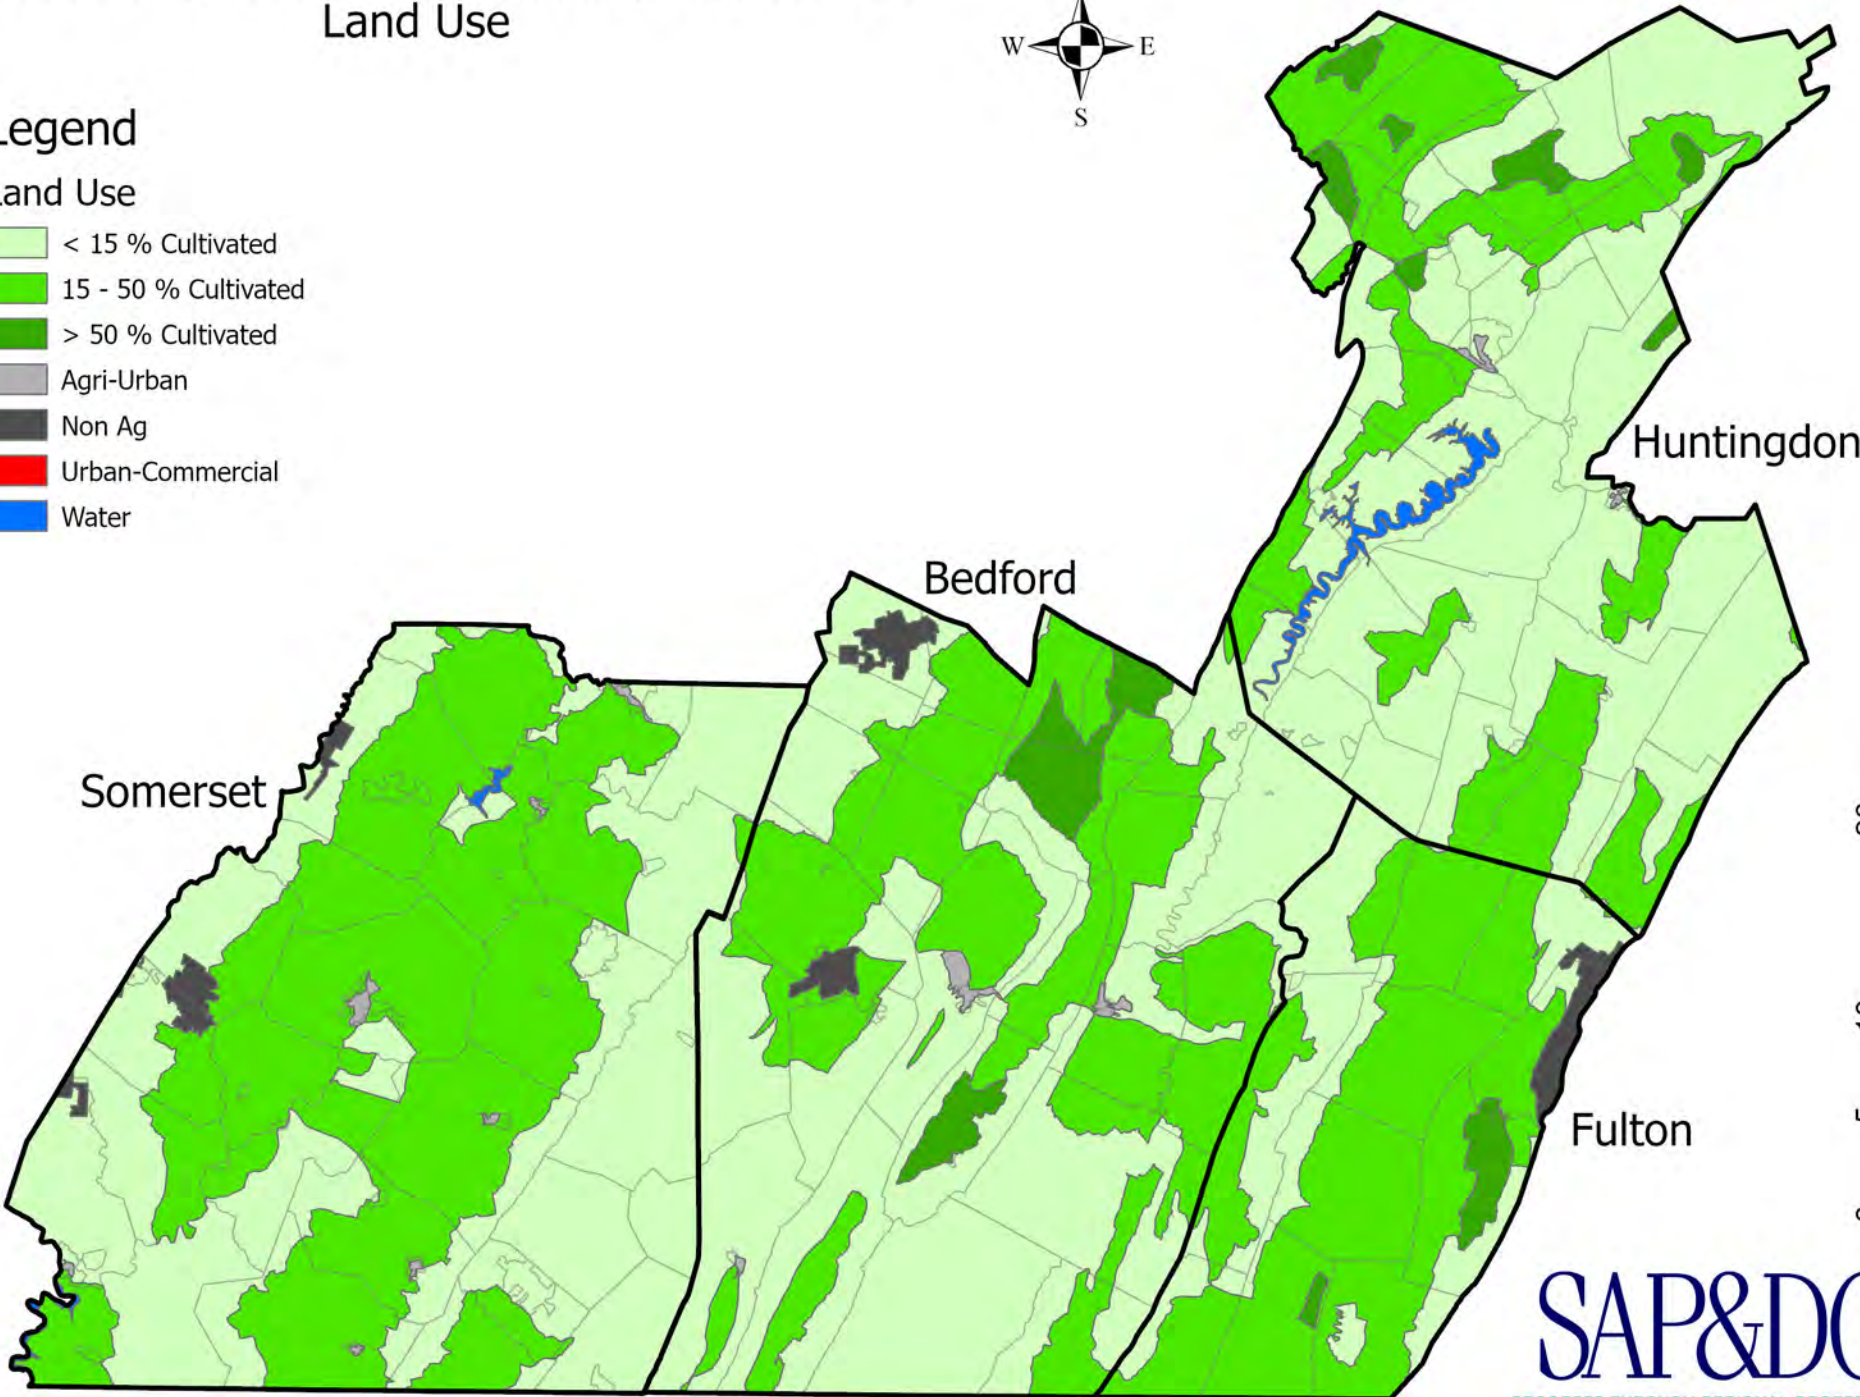 Land Use
W E
S
Legend
Land Use
< 15 % Cultivated
15 - 50 % Cultivated
> 50 % Cultivated
Agri-Urban
Non Ag
Urban-Commercial
Water
Huntingdon
Bedford
Somerset
Fulton
SAP&DC